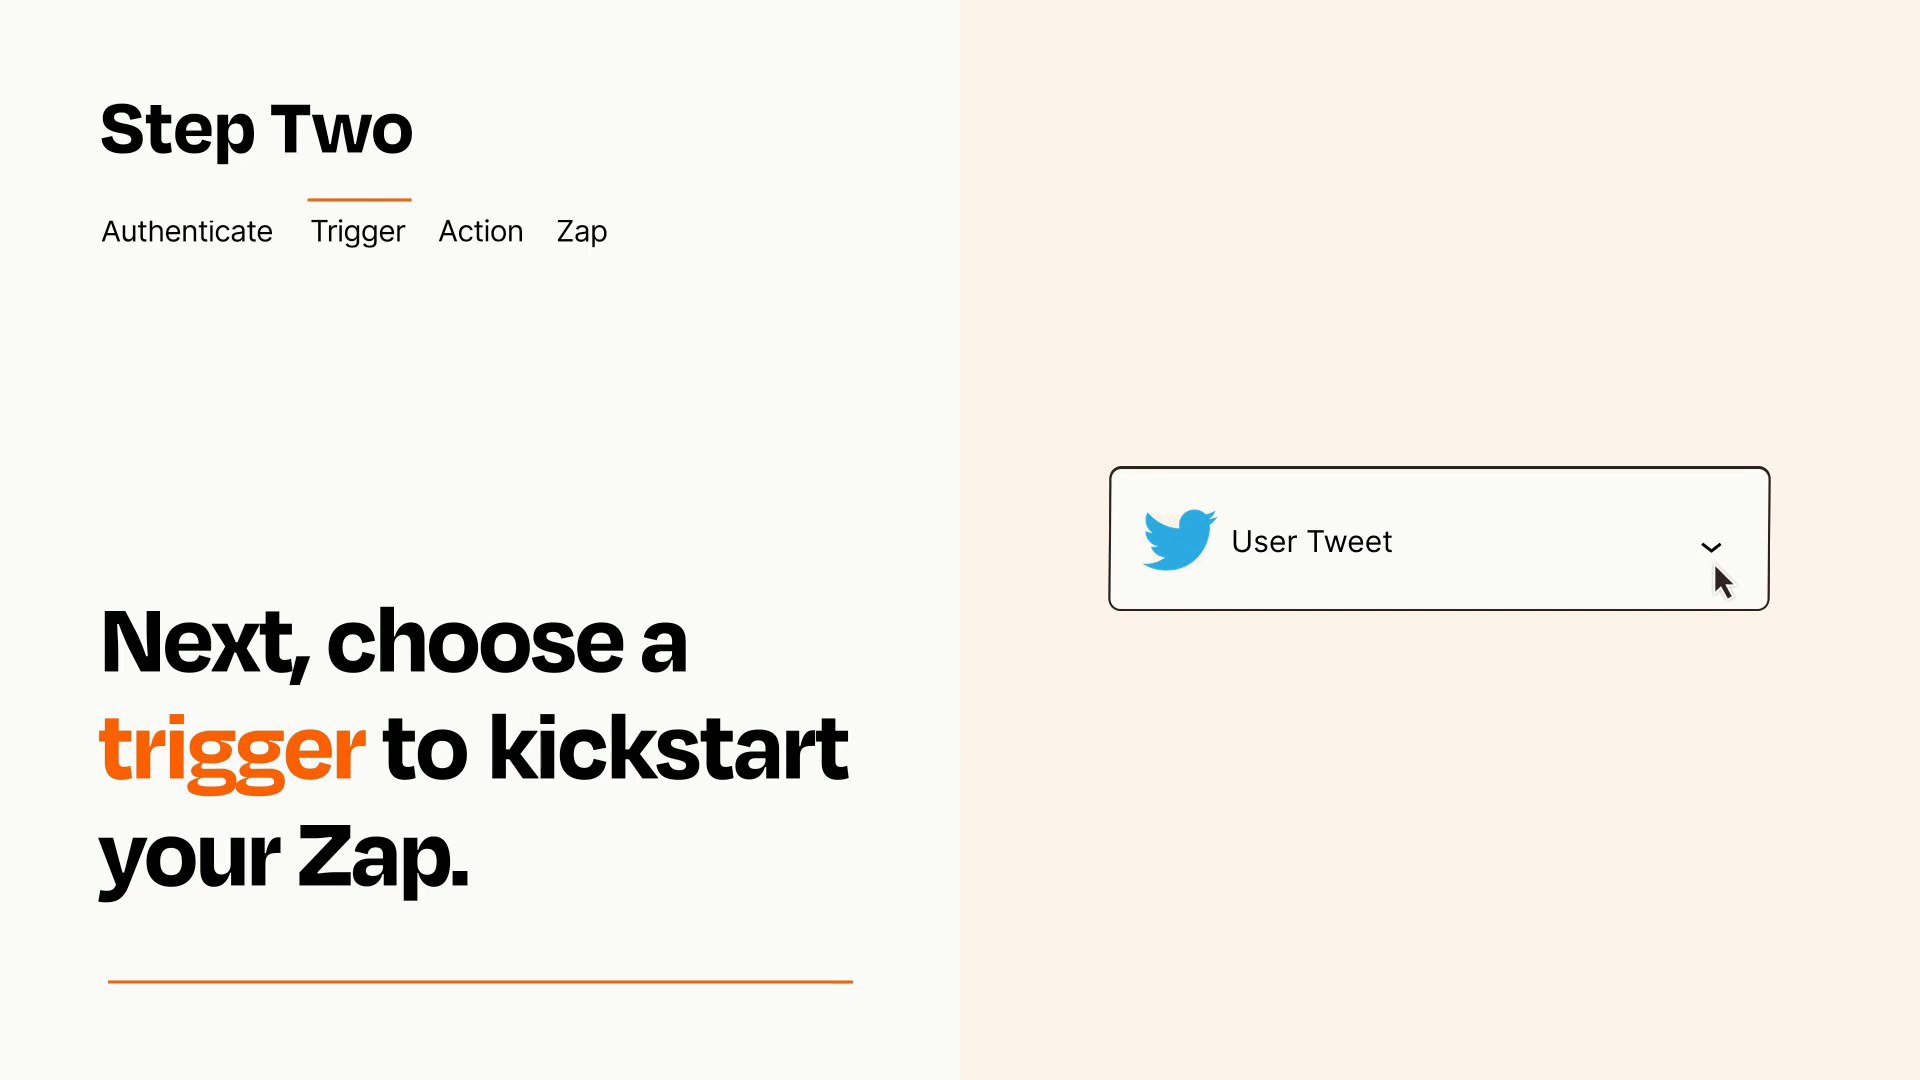 Step Two
Authenticate Trigger Action Zap
Next, choose a
trigger to kickstart
your Zap.
User Tweet